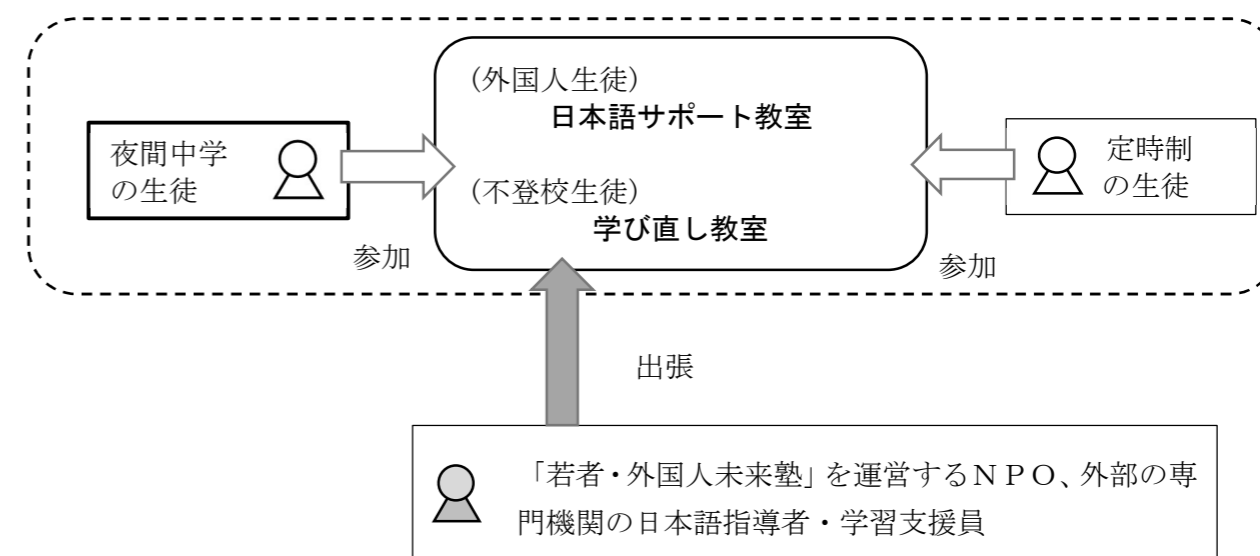 (外国人生徒)
日本語サポート教室
夜間中学
の生徒
定時制
の生徒
(不登校生徒)
学び直し教室
参加
参加
出張
「若者・外国人未来塾」を運営するNPO、外部の専
門機関の日本語指導者・学習支援員